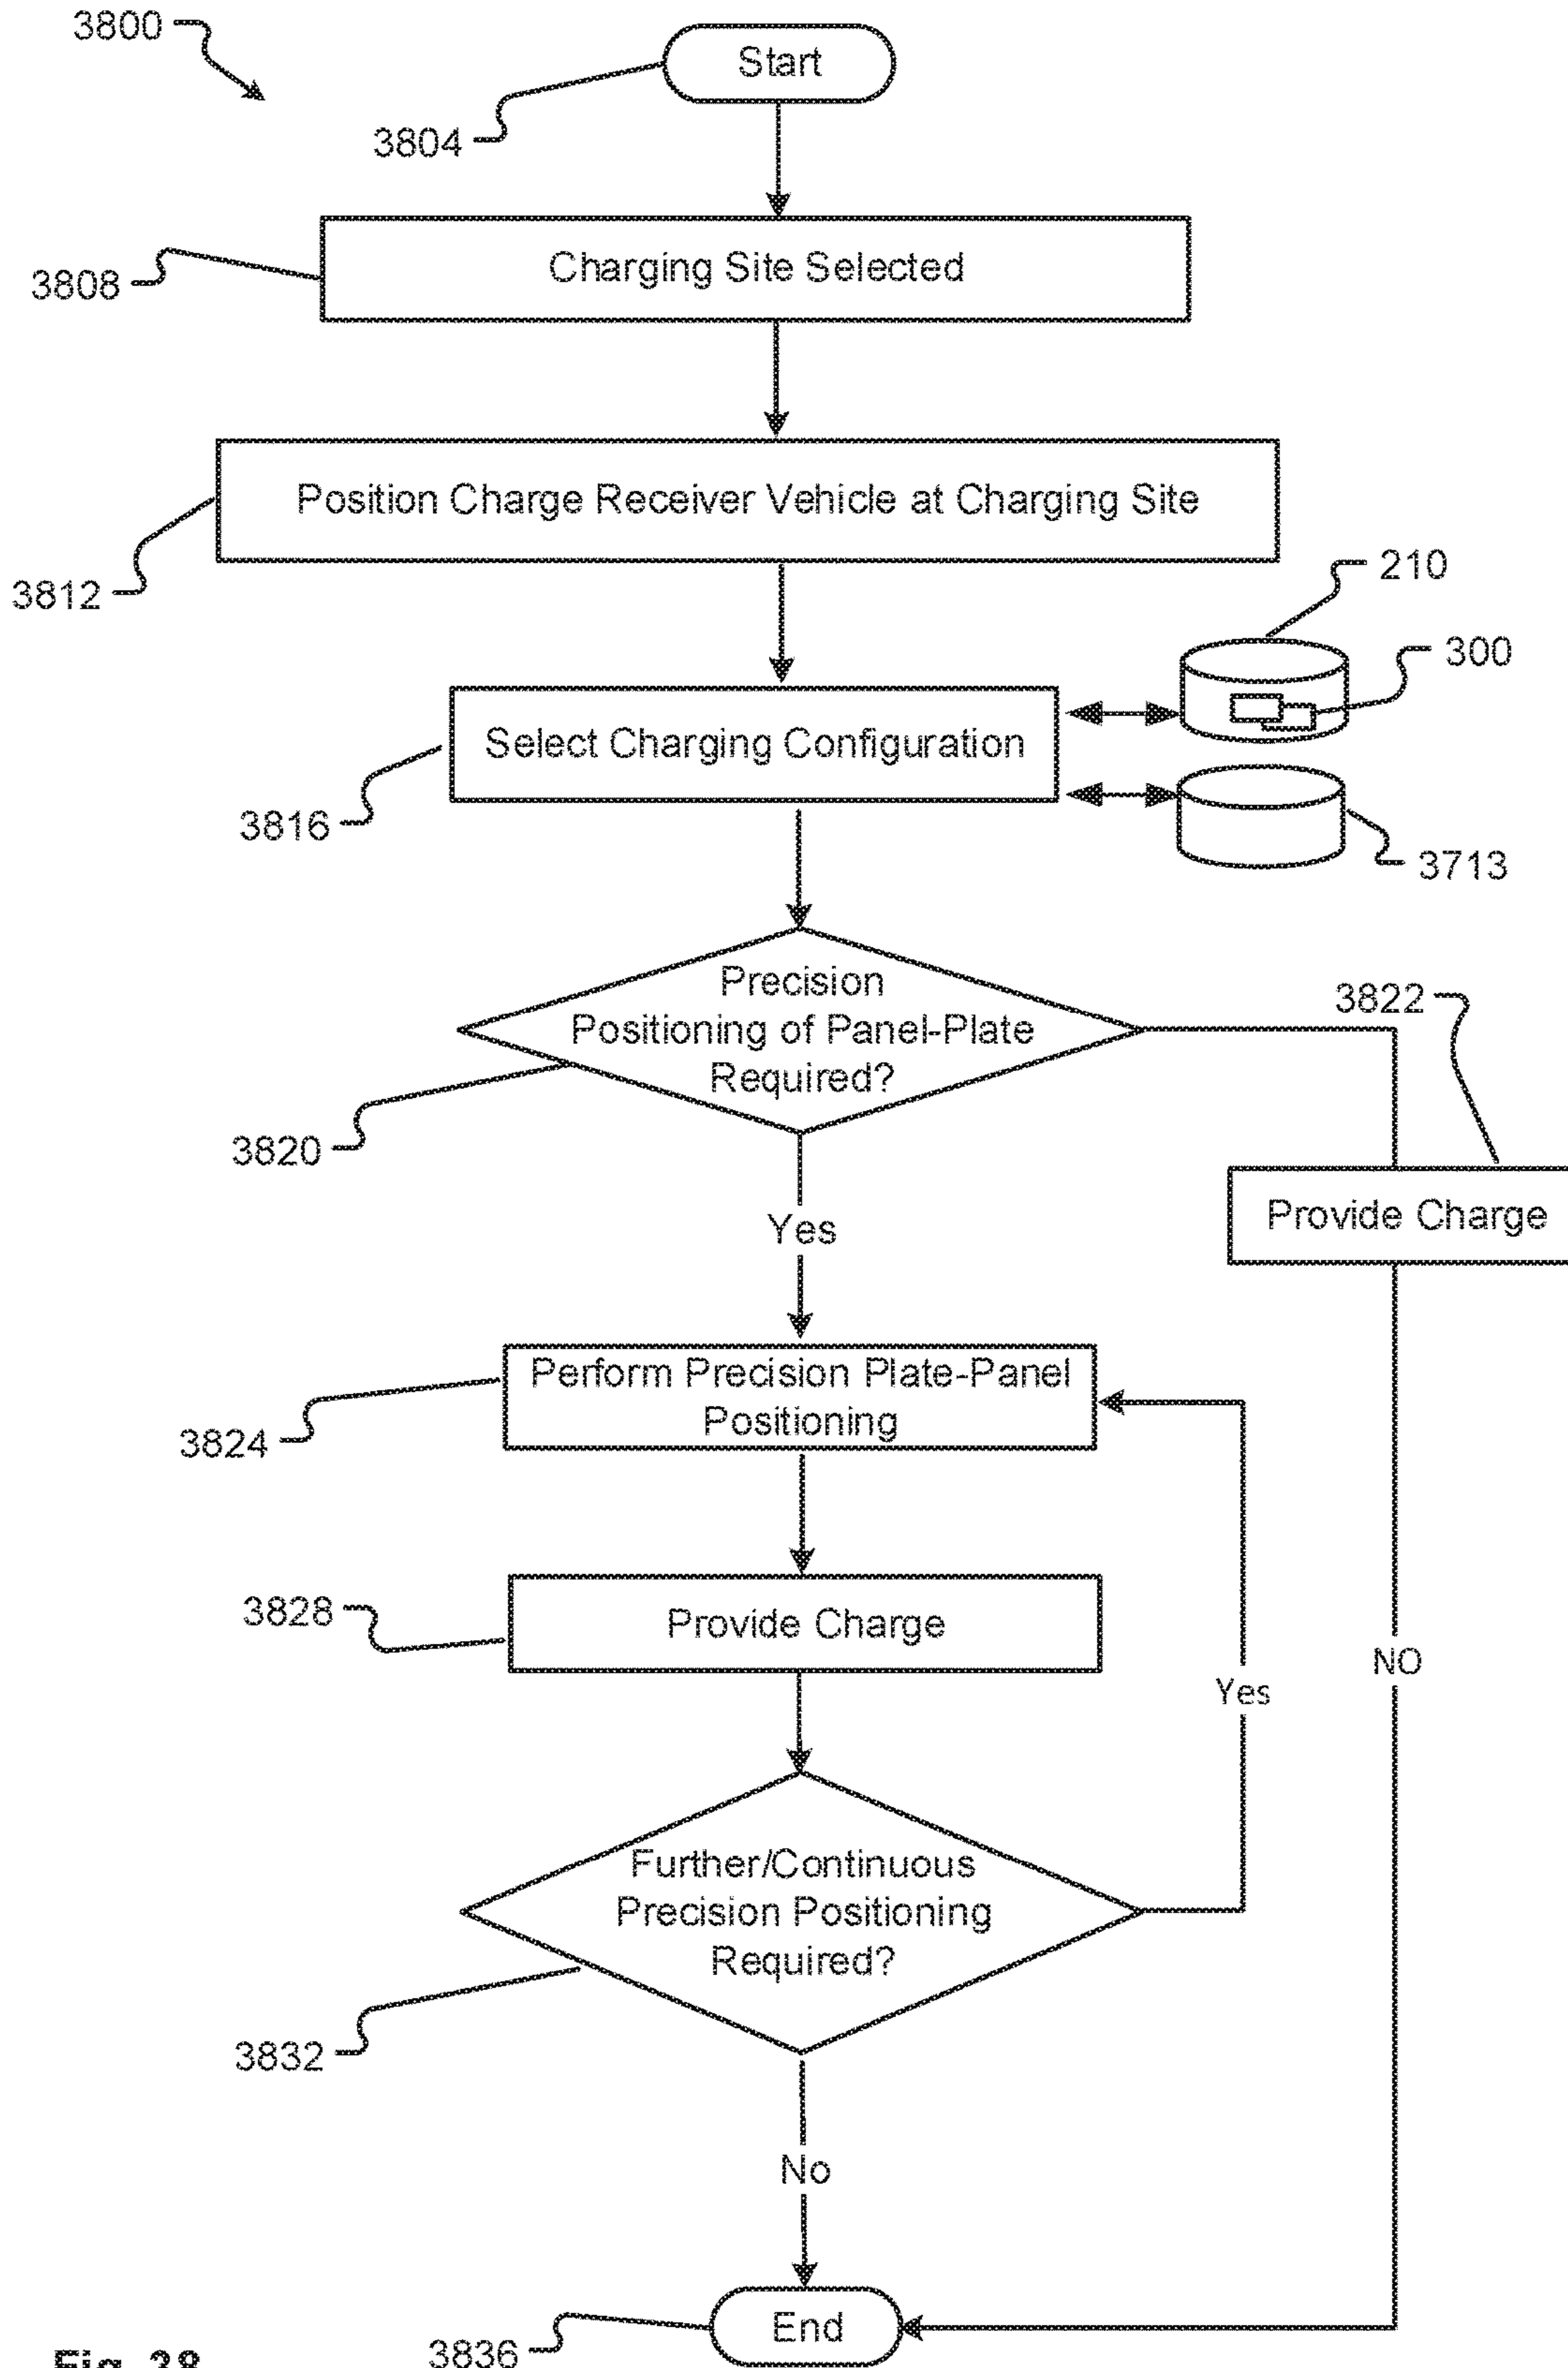 3800
Start
3804
Charging Site Selected
3808
Position Charge Receiver Vehicle at Charging Site
3812
210
300
Select Charging Configuration
3816
3713
Precision
Positioning of Panel-Plate
Required?
3822
3820
Provide Charge
Yes
Perform Precision Plate-Panel
Positioning
3824
3828
Provide Charge
NO
Yes
Further/Continuous
Precision Positioning
Required?
3832
No
End
3836
Fig. 38